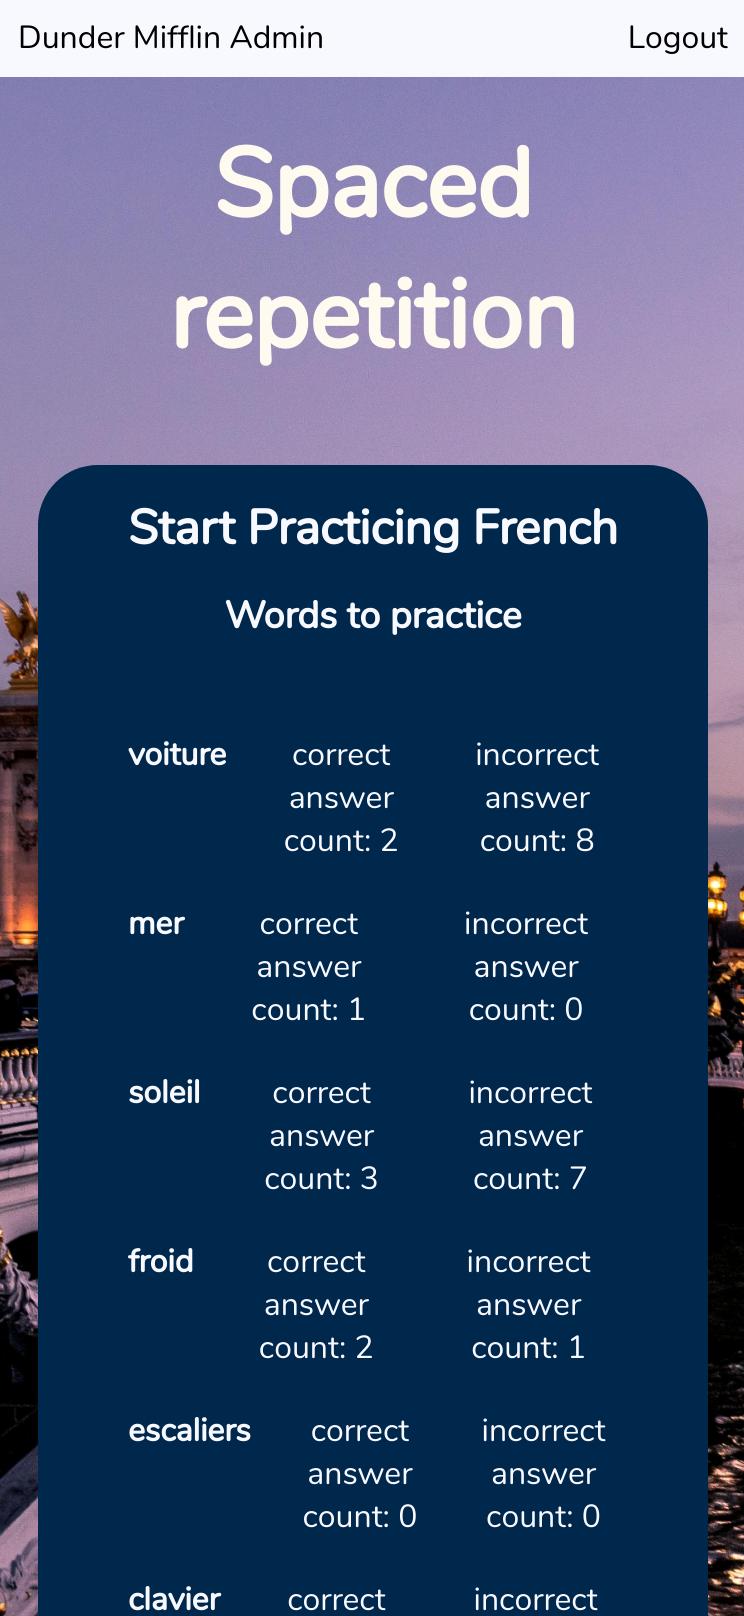 Dunder Mifflin Admin Logout
Spaced
repetition
Start Practicing French
Words to practice
voiture correct incorrect
answer answer
count: 2 count: 8
mer correct incorrect
answer answer
count: 1 count: 0
soleil correct incorrect
answer answer
count: 3 count: 7
froid correct incorrect
answer answer
count: 2 count: 1
escaliers correct incorrect
answer answer
count: 0 count: 0
clavier correct incorrect